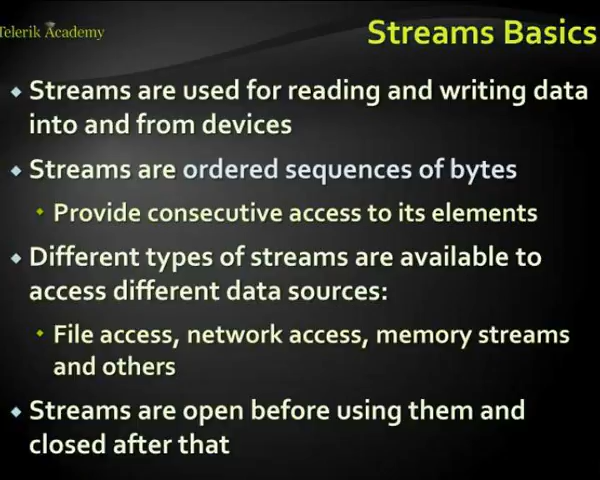 Telerik Academy
Streams Basics
Streams are used for reading and writing data
into and from devices
Streams are ordered sequences of bytes
Provide consecutive access to its elements
Different types of streams are available to
access different data sources:
File access, network access, memory streams
and others
Streams are open before using them and
closed after that